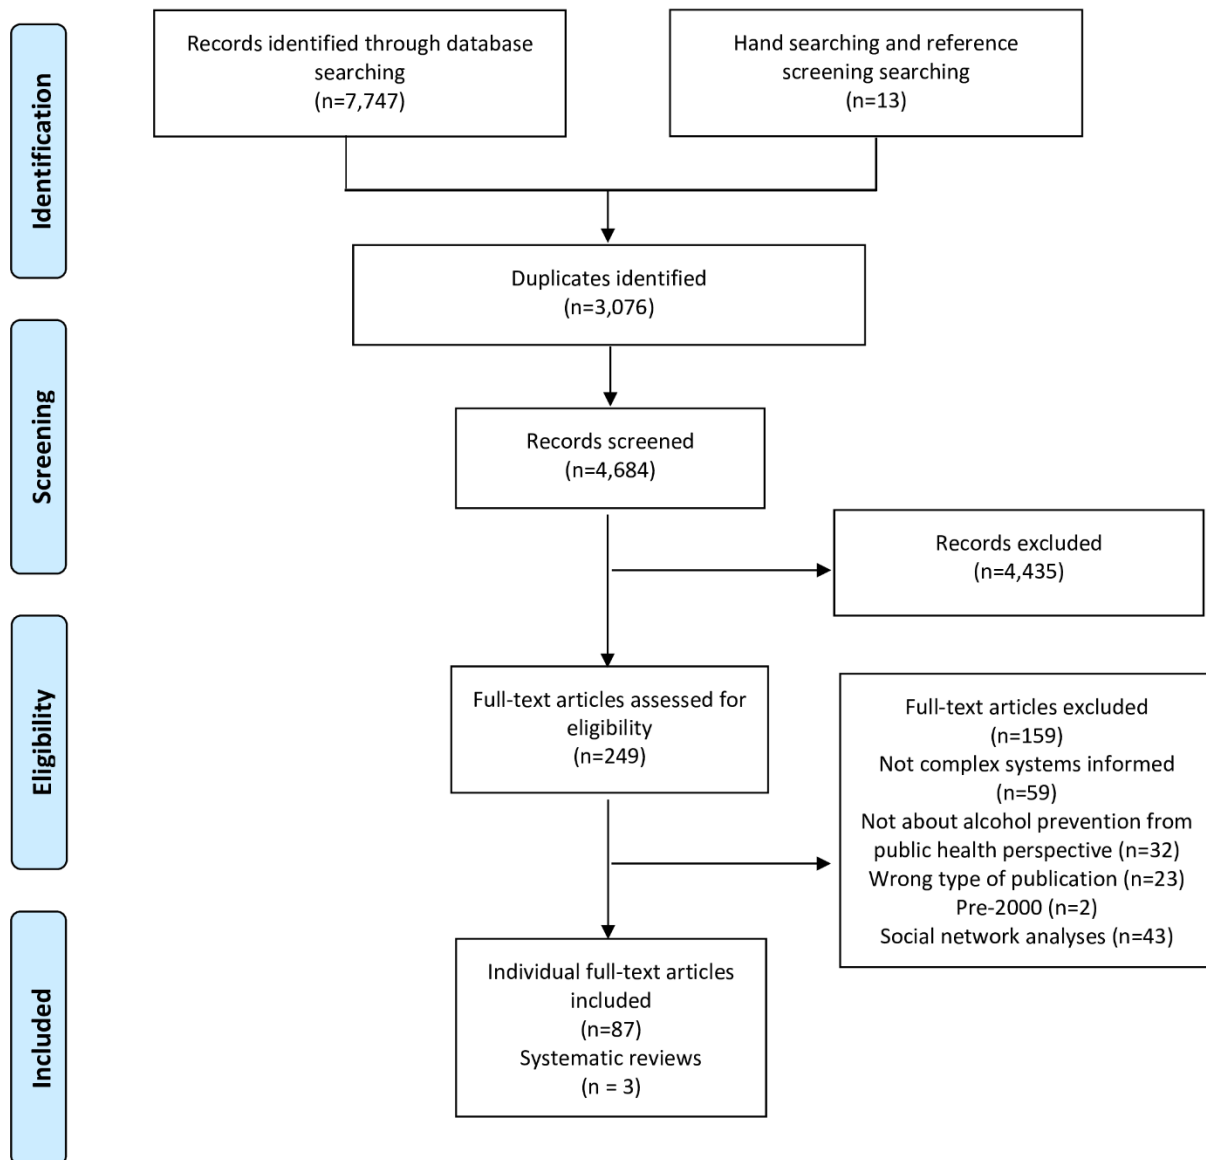 Identification
Records identified through database
searching
(n=7,747)
Hand searching and reference
screening searching
(n=13)
Duplicates identified
(n=3,076)
Screening
Records screened
(n=4,684)
Records excluded
(n=4,435)
Eligibility
Full-text articles assessed for
eligibility
(n=249)
Full-text articles excluded
(n=159)
Not complex systems informed
(n=59)
Not about alcohol prevention from
public health perspective (n=32)
Wrong type of publication (n=23)
Pre-2000 (n=2)
Social network analyses (n=43)
Included
Individual full-text articles
included
(n=87)
Systematic reviews
(n = 3)